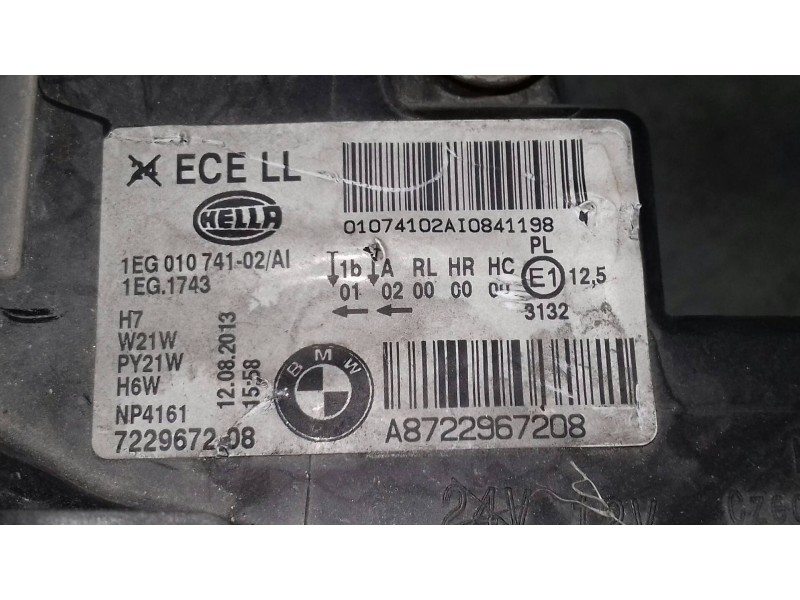 24 ECE LL
HELLA
01074102AI0841198
1EG 010 741-02/AI
1EG.1743
1b A RL HR HC PL
01 02 00 00 E1 12,5
3132
H7
W21W
PY21W
H6W
NP4161
7229672 08
12.08.2013
15:58
BMW
A8722967208
24V 12V